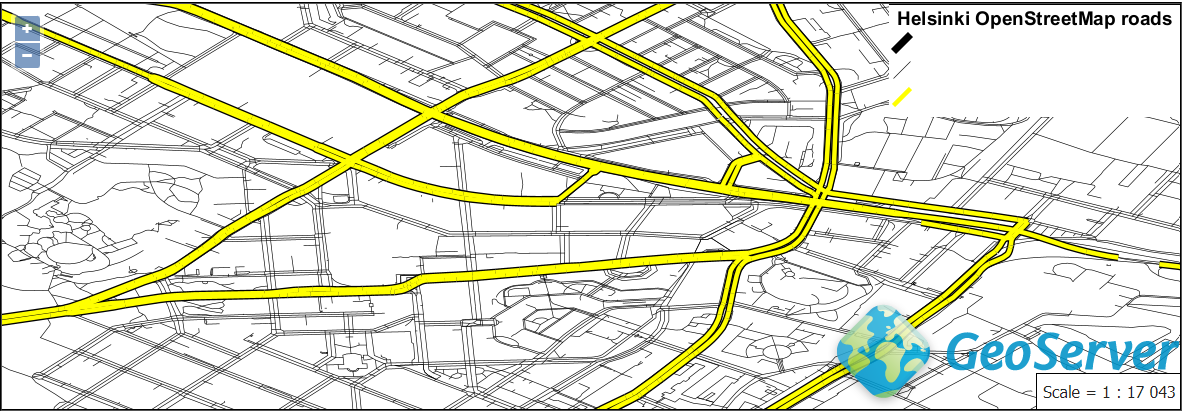 +
Helsinki OpenStreetMap roads
−
GeoServer
Scale = 1 : 17 043